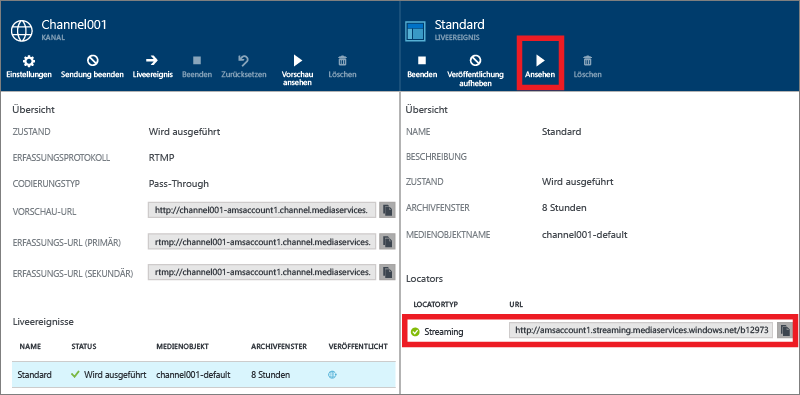 Channel001
KANAL
Einstellungen Sendung beenden Liveereignis Beenden Zurücksetzen Vorschau ansehen Löschen
Übersicht
ZUSTAND Wird ausgeführt
ERFASSUNGSPROTOKOLL RTMP
CODIERUNGSTYP Pass-Through
VORSCHAU-URL http://channel001-amsaccount1.channel.mediaservices.
ERFASSUNGS-URL (PRIMÄR) rtmp://channel001-amsaccount1.channel.mediaservices.
ERFASSUNGS-URL (SEKUNDÄR) rtmp://channel001-amsaccount1.channel.mediaservices.
Liveereignisse
NAME STATUS MEDIENOBJEKT ARCHIVFENSTER VERÖFFENTLICHT
Standard Wird ausgeführt channel001-default 8 Stunden
Standard
LIVEEREIGNIS
Beenden Veröffentlichung aufheben Ansehen Löschen
Übersicht
NAME Standard
BESCHREIBUNG
ZUSTAND Wird ausgeführt
ARCHIVFENSTER 8 Stunden
MEDIENOBJEKTNAME channel001-default
Locators
LOCATORTYP URL
Streaming http://amsaccount1.streaming.mediaservices.windows.net/b12973